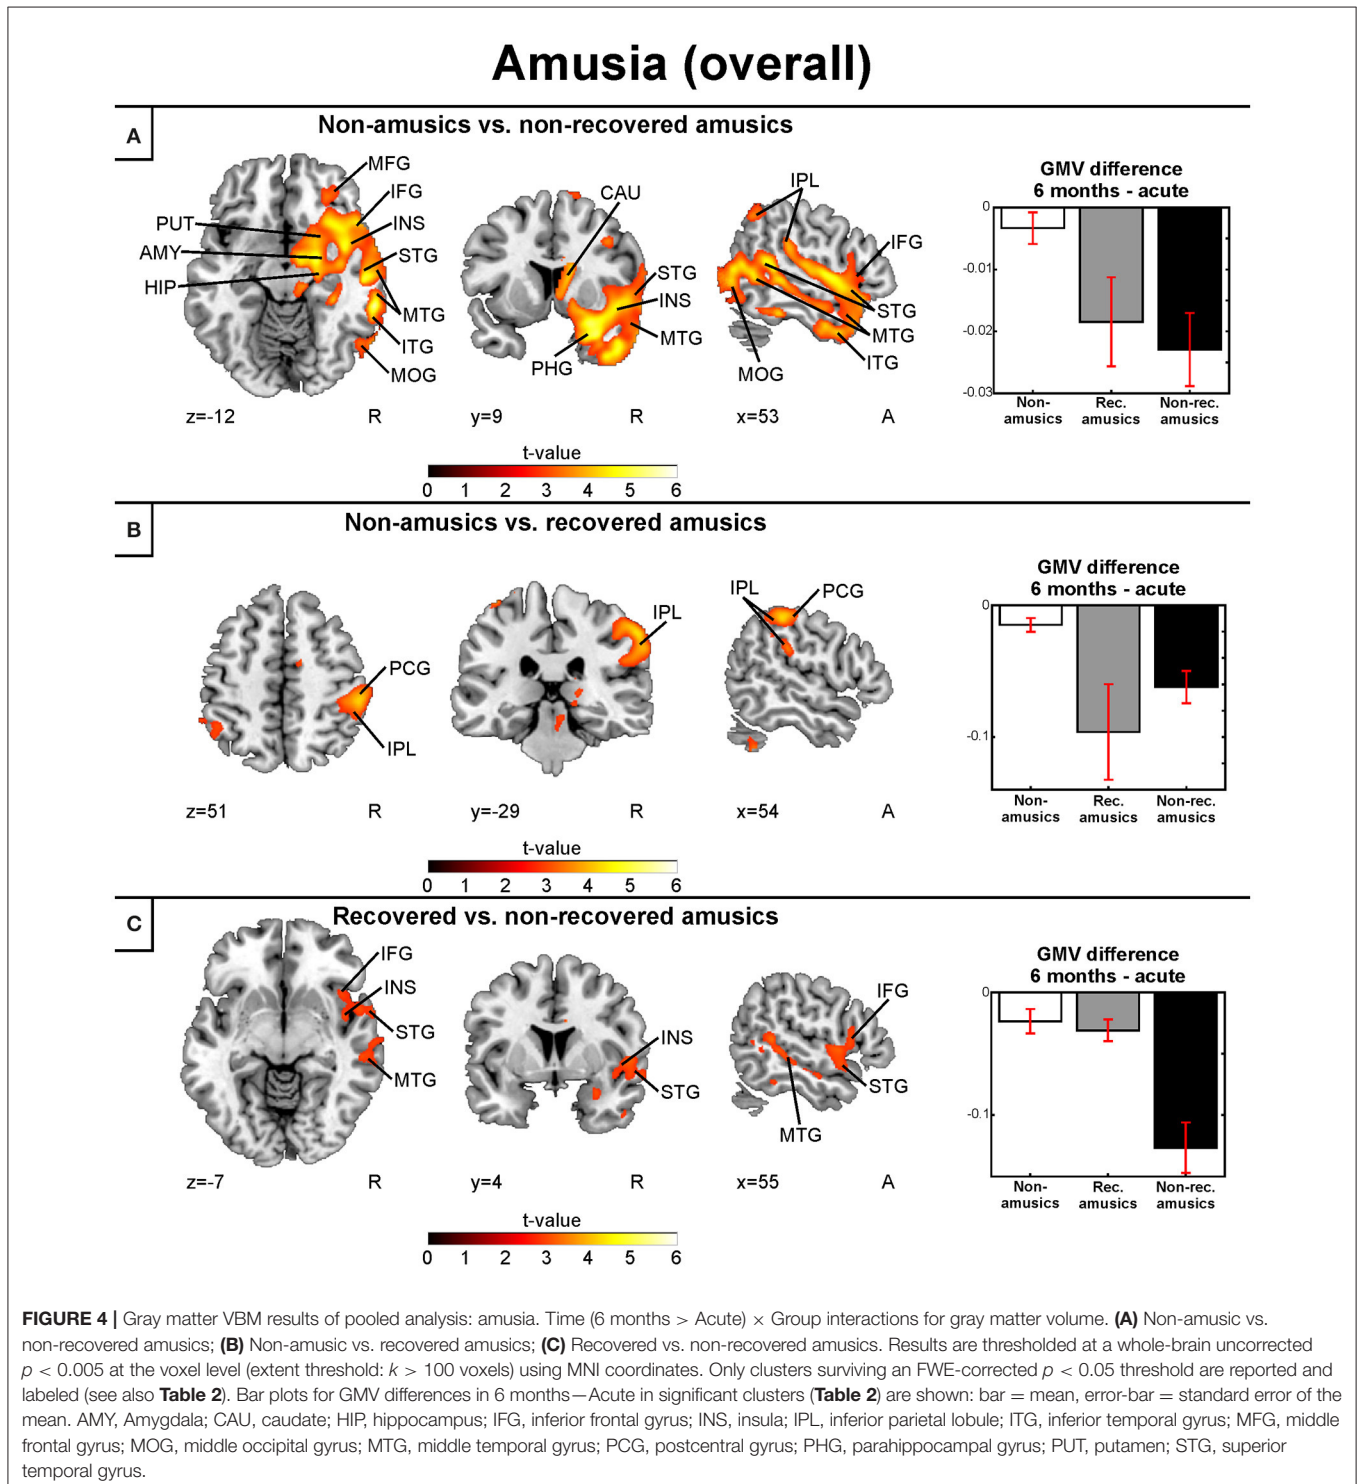 Amusia (overall)
A
Non-amusics vs. non-recovered amusics
MFG
IFG
PUT
INS
AMY
STG
HIP
MTG
ITG
MOG
z=-12
R
CAU
STG
INS
MTG
PHG
y=9
R
IPL
IFG
STG
MTG
ITG
MOG
x=53
A
GMV difference
6 months - acute
0
-0.01
-0.02
-0.03
Non-
amusics
Rec.
amusics
Non-rec.
amusics
t-value
0 1 2 3 4 5 6
B
Non-amusics vs. recovered amusics
PCG
IPL
z=51
R
IPL
y=-29
R
IPL
PCG
x=54
A
GMV difference
6 months - acute
0
-0.1
Non-
amusics
Rec.
amusics
Non-rec.
amusics
t-value
0 1 2 3 4 5 6
C
Recovered vs. non-recovered amusics
IFG
INS
STG
MTG
z=-7
R
INS
STG
y=4
R
IFG
STG
MTG
x=55
A
GMV difference
6 months - acute
0
-0.1
Non-
amusics
Rec.
amusics
Non-rec.
amusics
t-value
0 1 2 3 4 5 6
FIGURE 4 | Gray matter VBM results of pooled analysis: amusia. Time (6 months > Acute) × Group interactions for gray matter volume. (A) Non-amusic vs.
non-recovered amusics; (B) Non-amusic vs. recovered amusics; (C) Recovered vs. non-recovered amusics. Results are thresholded at a whole-brain uncorrected
p < 0.005 at the voxel level (extent threshold: k > 100 voxels) using MNI coordinates. Only clusters surviving an FWE-corrected p < 0.05 threshold are reported and
labeled (see also Table 2). Bar plots for GMV differences in 6 months—Acute in significant clusters (Table 2) are shown: bar = mean, error-bar = standard error of the
mean. AMY, Amygdala; CAU, caudate; HIP, hippocampus; IFG, inferior frontal gyrus; INS, insula; IPL, inferior parietal lobule; ITG, inferior temporal gyrus; MFG, middle
frontal gyrus; MOG, middle occipital gyrus; MTG, middle temporal gyrus; PCG, postcentral gyrus; PHG, parahippocampal gyrus; PUT, putamen; STG, superior
temporal gyrus.